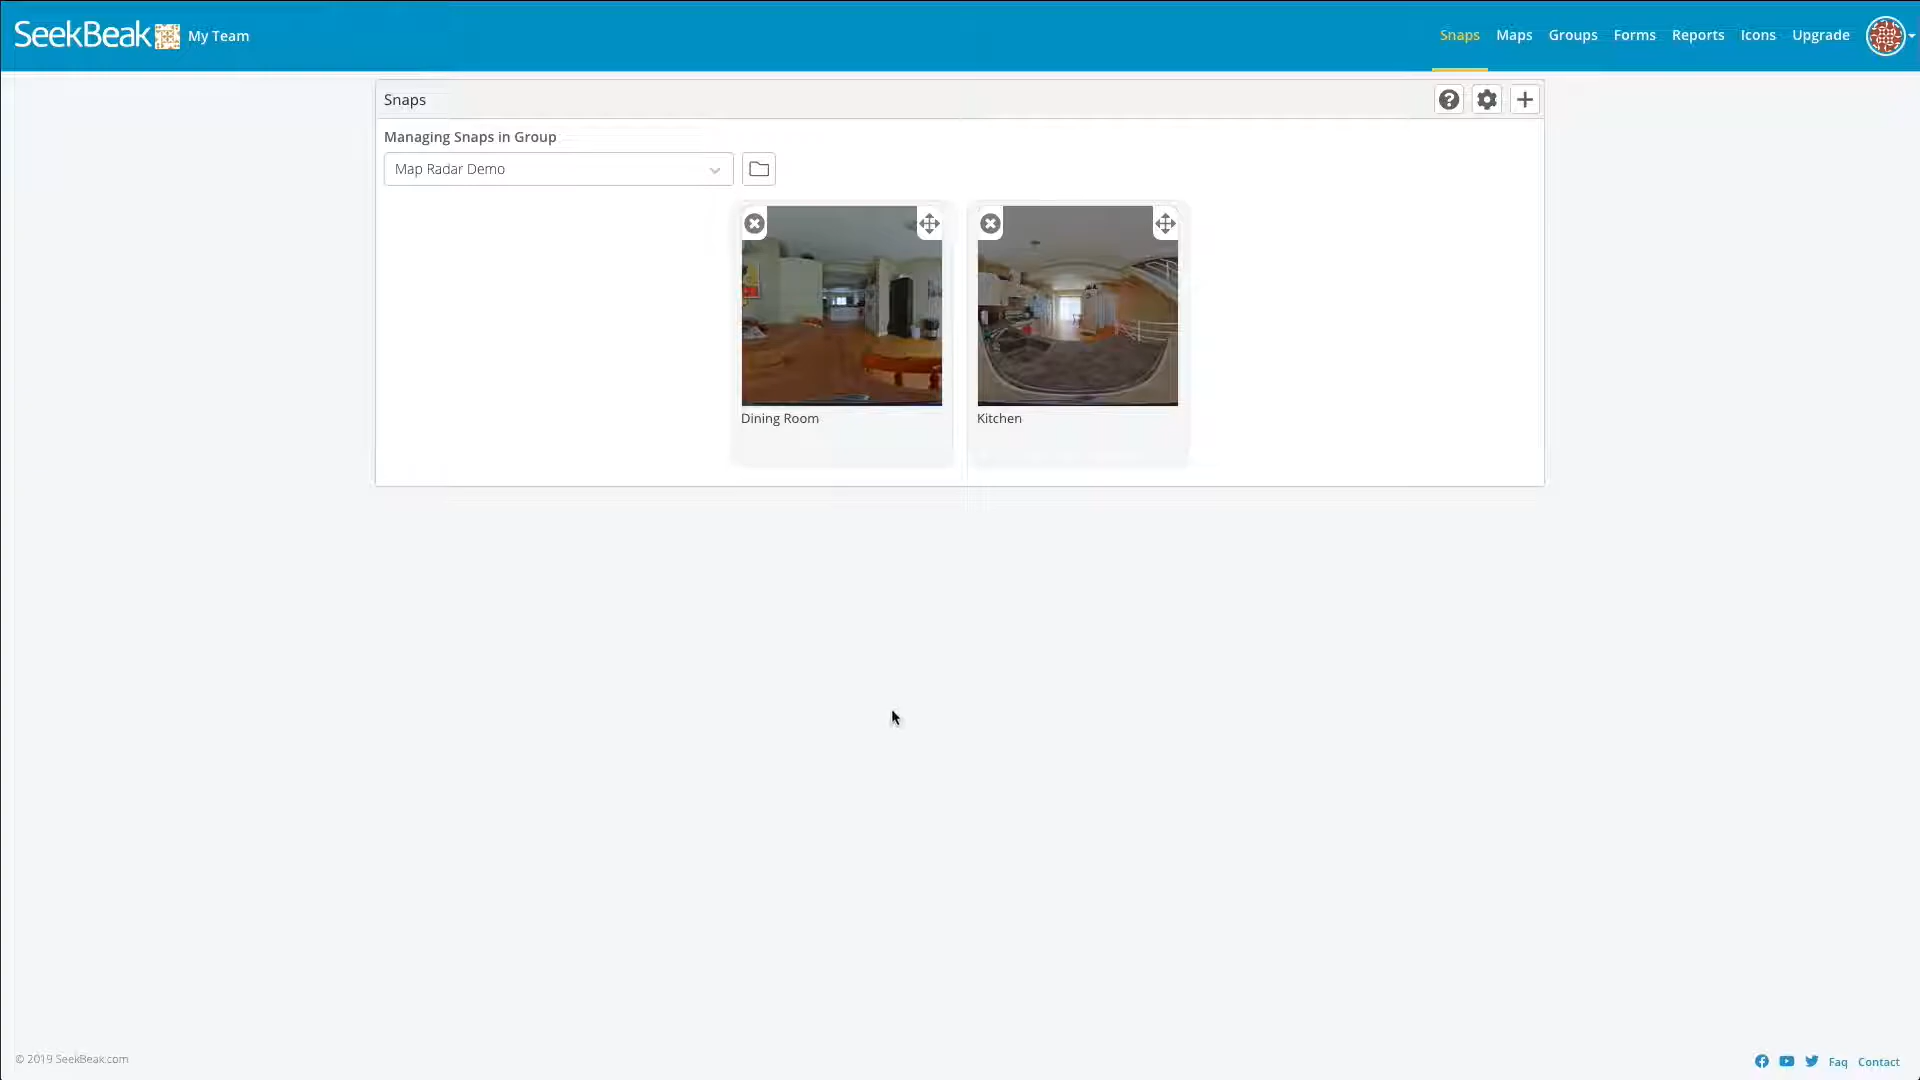 SeekBeak My Team
Snaps Maps Groups Forms Reports Icons Upgrade
Snaps
Managing Snaps in Group
Map Radar Demo
Dining Room
Kitchen
© 2019 SeekBeak.com
Faq Contact